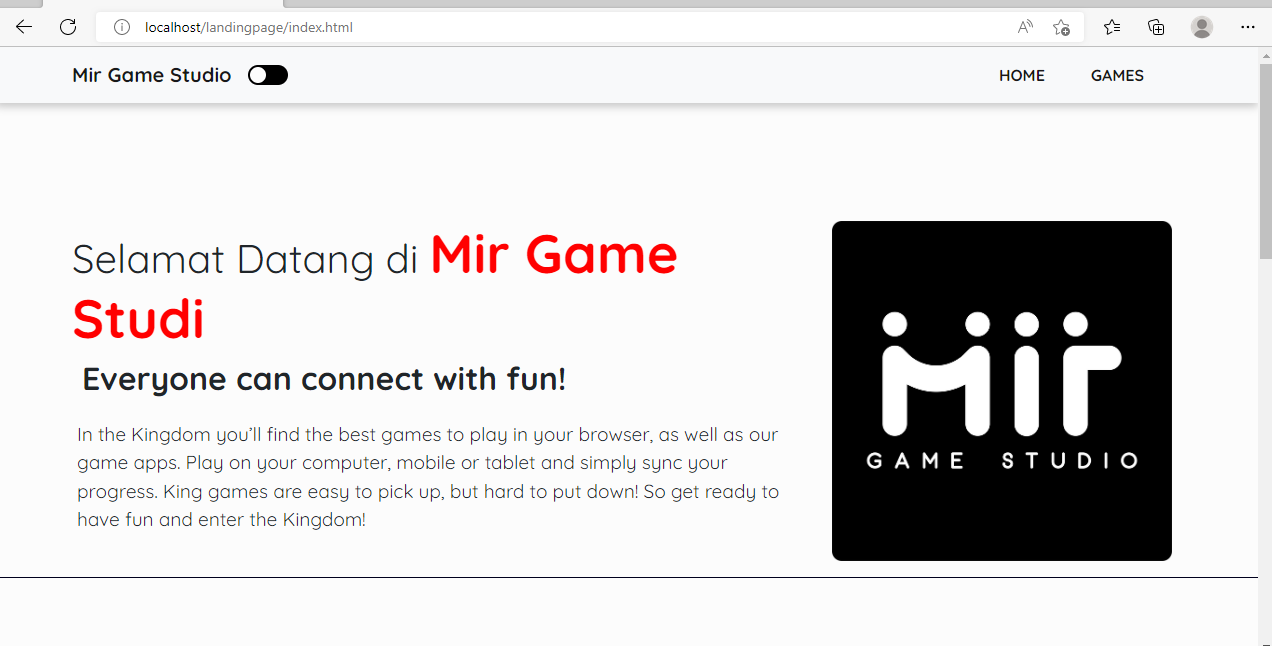 localhost/landingpage/index.html
Mir Game Studio
HOME GAMES
Selamat Datang di Mir Game
Studi
Everyone can connect with fun!
In the Kingdom you'll find the best games to play in your browser, as well as our
game apps. Play on your computer, mobile or tablet and simply sync your
progress. King games are easy to pick up, but hard to put down! So get ready to
have fun and enter the Kingdom!
Mir
GAME STUDIO